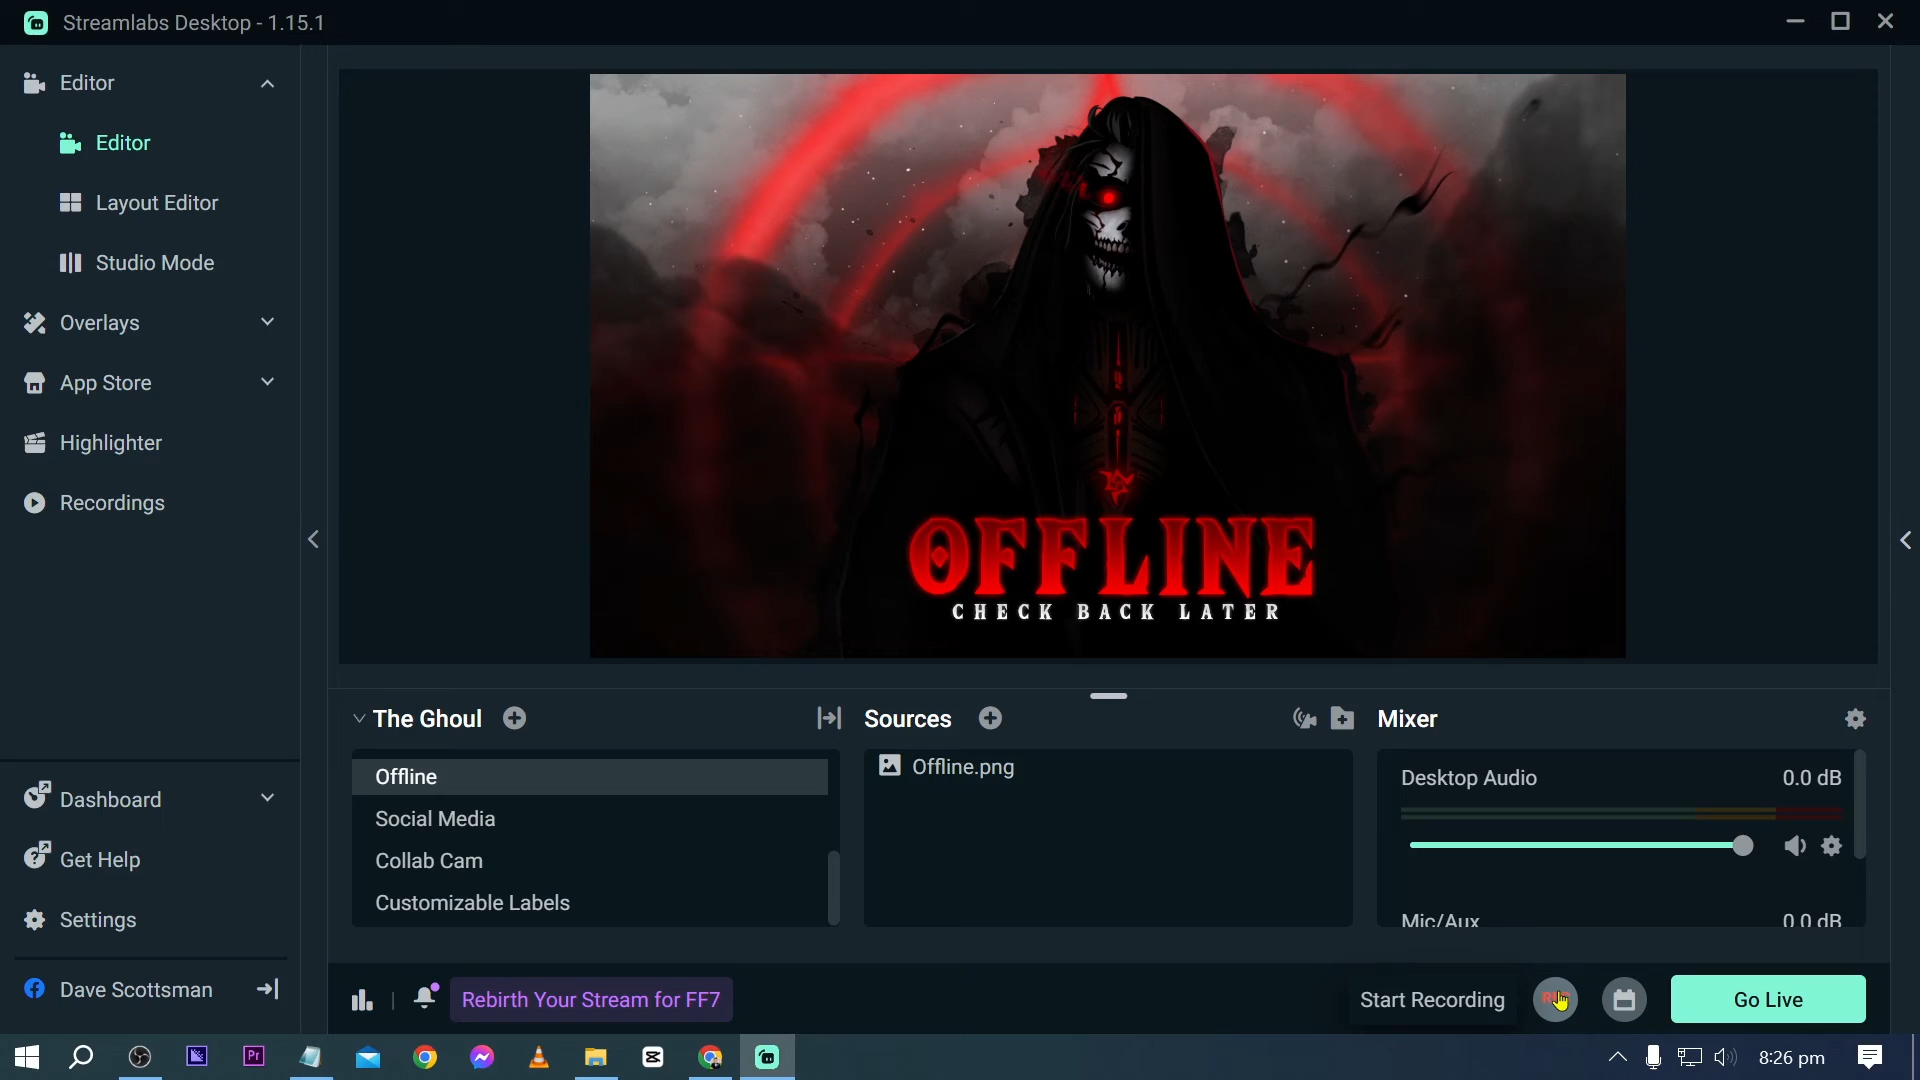 Streamlabs Desktop - 1.15.1
Editor
Editor
Layout Editor
Studio Mode
Overlays
App Store
Highlighter
Recordings
OFFLINE
CHECK BACK LATER
The Ghoul
Sources
Mixer
Offline
Social Media
Collab Cam
Customizable Labels
Offline.png
Desktop Audio 0.0 dB
Mic/Aux 0.0 dB
Dashboard
Get Help
Settings
Dave Scottsman
Rebirth Your Stream for FF7
Start Recording
Go Live
Pr
8:26 pm